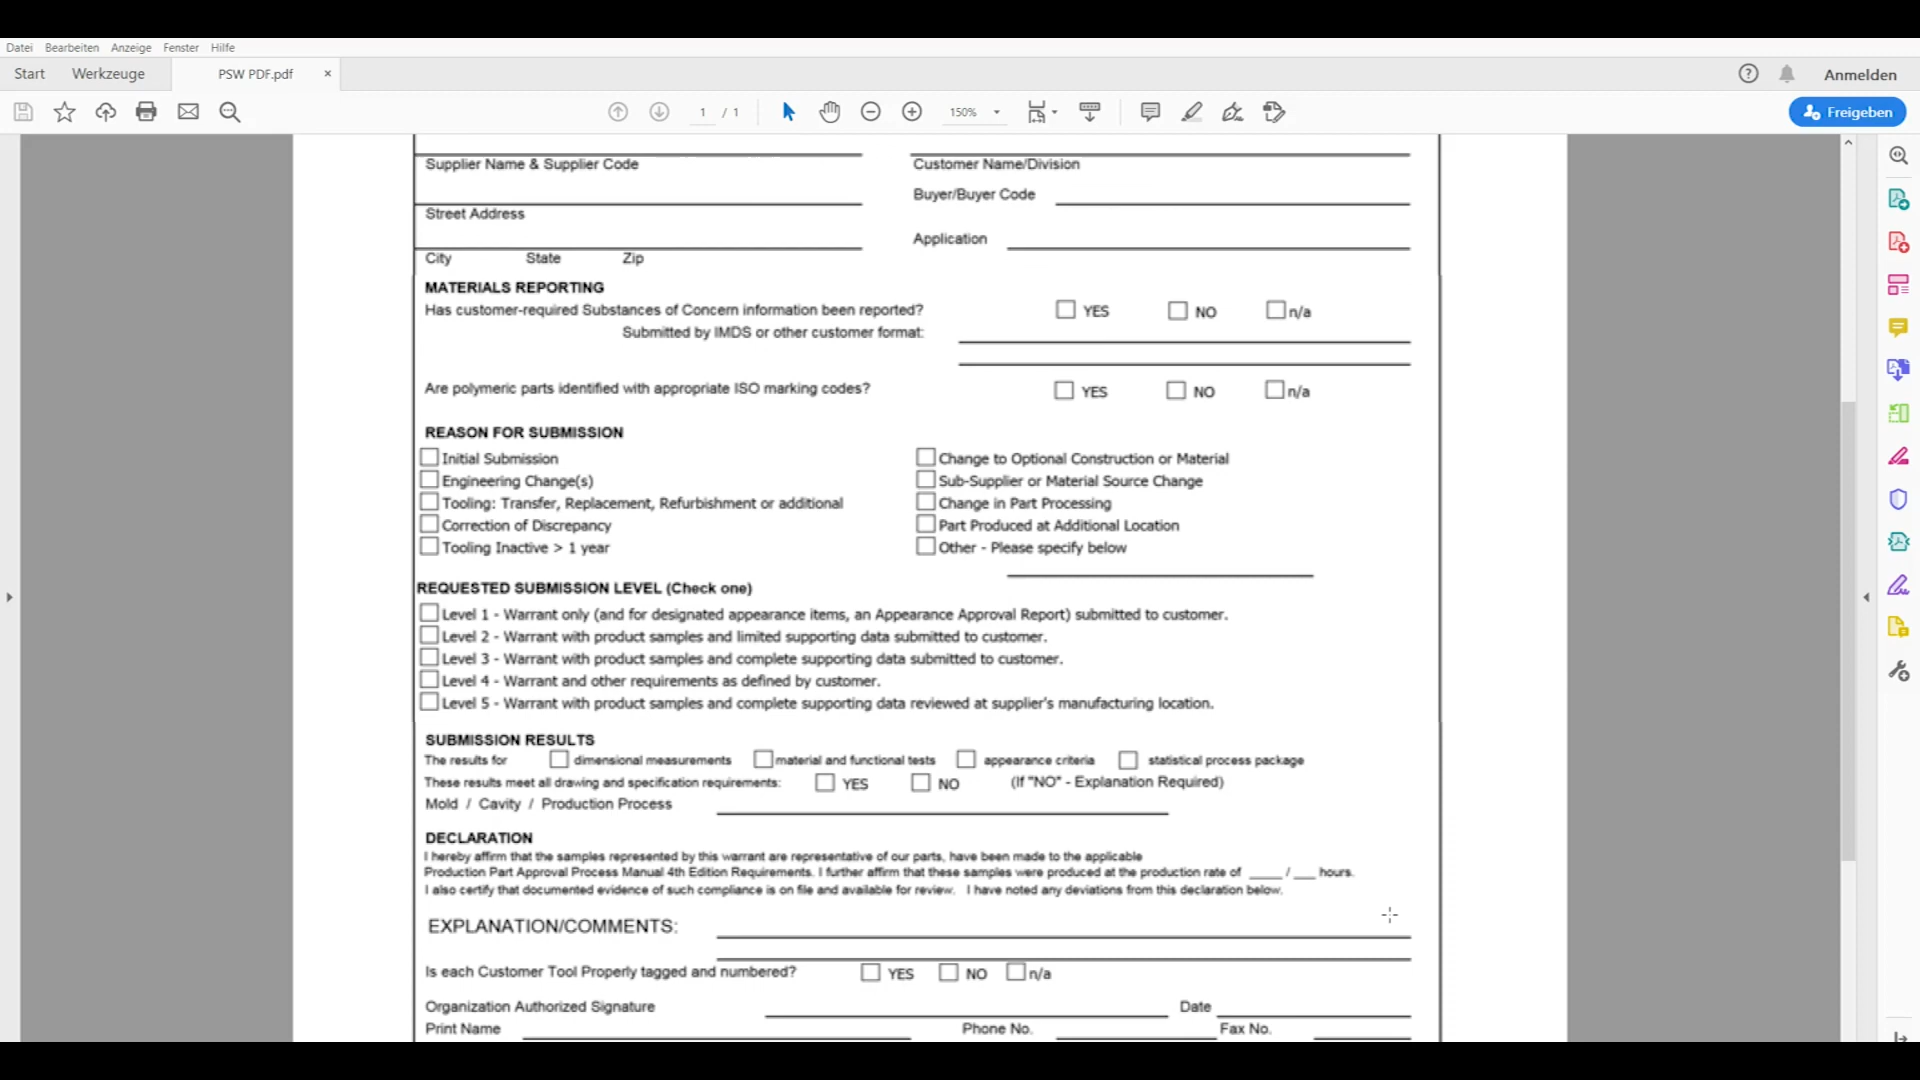 Datei Bearbeiten Anzeige Fenster Hilfe
Start Werkzeuge PSW PDF.pdf × Anmelden
1 / 1 150% Freigeben
Supplier Name & Supplier Code Customer Name/Division
Buyer/Buyer Code
Street Address
Application
City State Zip
MATERIALS REPORTING
Has customer-required Substances of Concern information been reported? YES NO n/a
Submitted by IMDS or other customer format:
Are polymeric parts identified with appropriate ISO marking codes? YES NO n/a
REASON FOR SUBMISSION
Initial Submission Change to Optional Construction or Material
Engineering Change(s) Sub-Supplier or Material Source Change
Tooling: Transfer, Replacement, Refurbishment or additional Change in Part Processing
Correction of Discrepancy Part Produced at Additional Location
Tooling Inactive > 1 year Other - Please specify below
REQUESTED SUBMISSION LEVEL (Check one)
Level 1 - Warrant only (and for designated appearance items, an Appearance Approval Report) submitted to customer.
Level 2 - Warrant with product samples and limited supporting data submitted to customer.
Level 3 - Warrant with product samples and complete supporting data submitted to customer.
Level 4 - Warrant and other requirements as defined by customer.
Level 5 - Warrant with product samples and complete supporting data reviewed at supplier's manufacturing location.
SUBMISSION RESULTS
The results for dimensional measurements material and functional tests appearance criteria statistical process package
These results meet all drawing and specification requirements: YES NO (If "NO" - Explanation Required)
Mold / Cavity / Production Process
DECLARATION
I hereby affirm that the samples represented by this warrant are representative of our parts, have been made to the applicable
Production Part Approval Process Manual 4th Edition Requirements. I further affirm that these samples were produced at the production rate of _____ / ___ hours.
I also certify that documented evidence of such compliance is on file and available for review. I have noted any deviations from this declaration below.
EXPLANATION/COMMENTS:
Is each Customer Tool Properly tagged and numbered? YES NO n/a
Organization Authorized Signature Date
Print Name Phone No. Fax No.